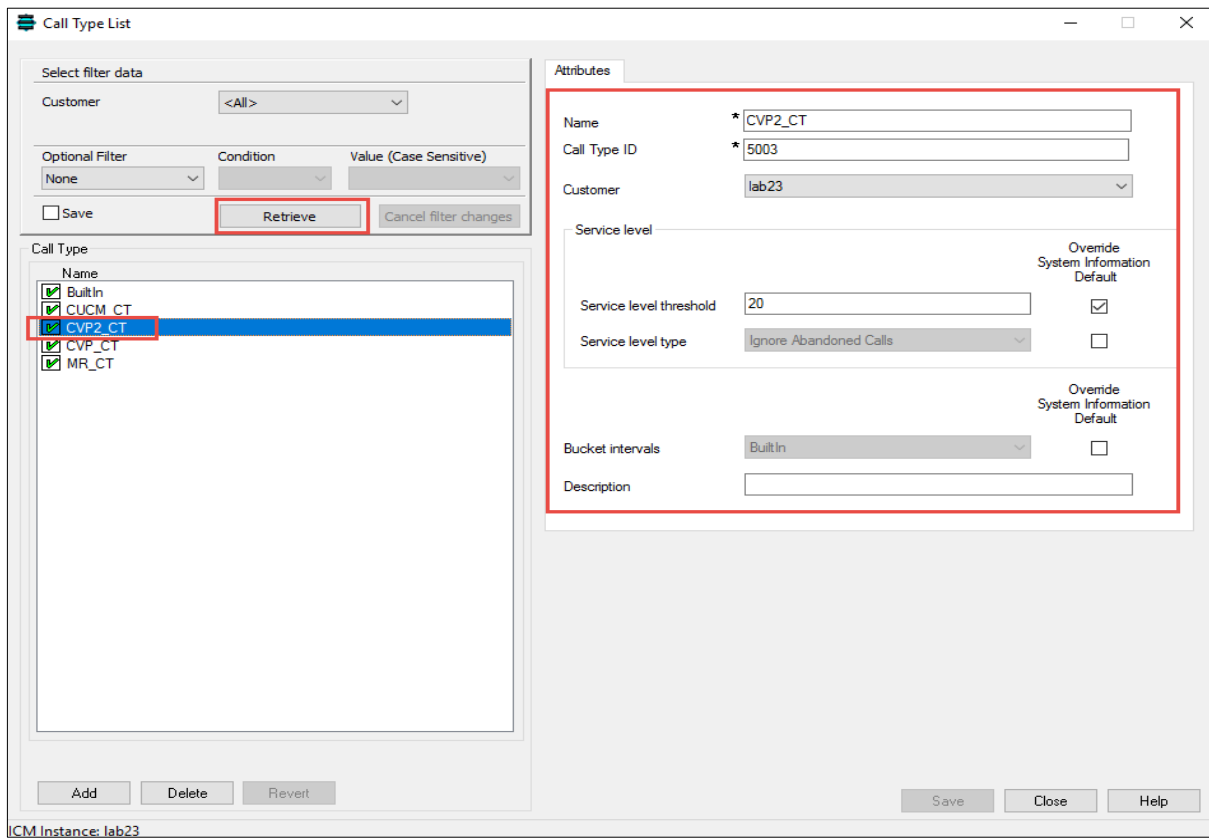 Call Type List
Select filter data
Customer
<All>
Optional Filter
Condition
Value (Case Sensitive)
None
Save
Retrieve
Cancel filter changes
Call Type
Name
BuiltIn
CUCM_CT
CVP2_CT
CVP_CT
MR_CT
Add
Delete
Revert
Attributes
Name
* CVP2_CT
Call Type ID
* 5003
Customer
lab23
Service level
Override
System Information
Default
Service level threshold
20
Service level type
Ignore Abandoned Calls
Override
System Information
Default
Bucket intervals
BuiltIn
Description
Save
Close
Help
ICM Instance: lab23